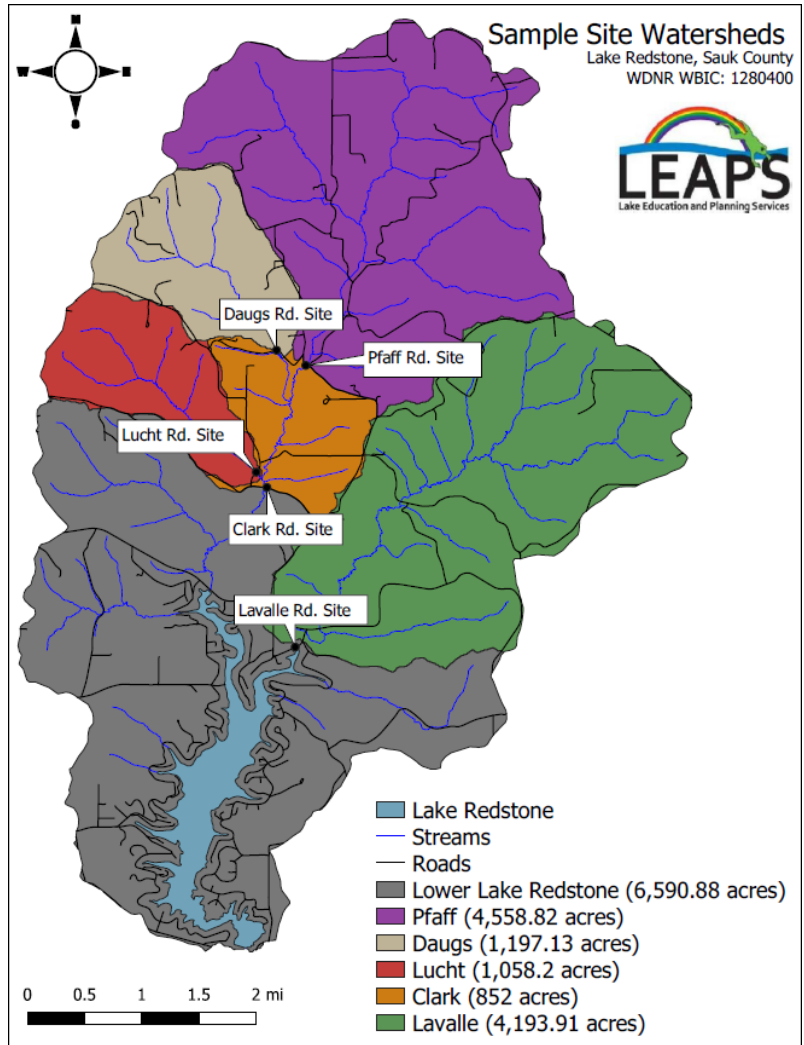 Sample Site Watersheds
Lake Redstone, Sauk County
WDNR WBIC: 1280400
LEAPS
Lake Education and Planning Services
Daugs Rd. Site
Pfaff Rd. Site
Lucht Rd. Site
Clark Rd. Site
Lavalle Rd. Site
Lake Redstone
Streams
Roads
Lower Lake Redstone (6,590.88 acres)
Pfaff (4,558.82 acres)
Daugs (1,197.13 acres)
Lucht (1,058.2 acres)
Clark (852 acres)
Lavalle (4,193.91 acres)
0 0.5 1 1.5 2 mi